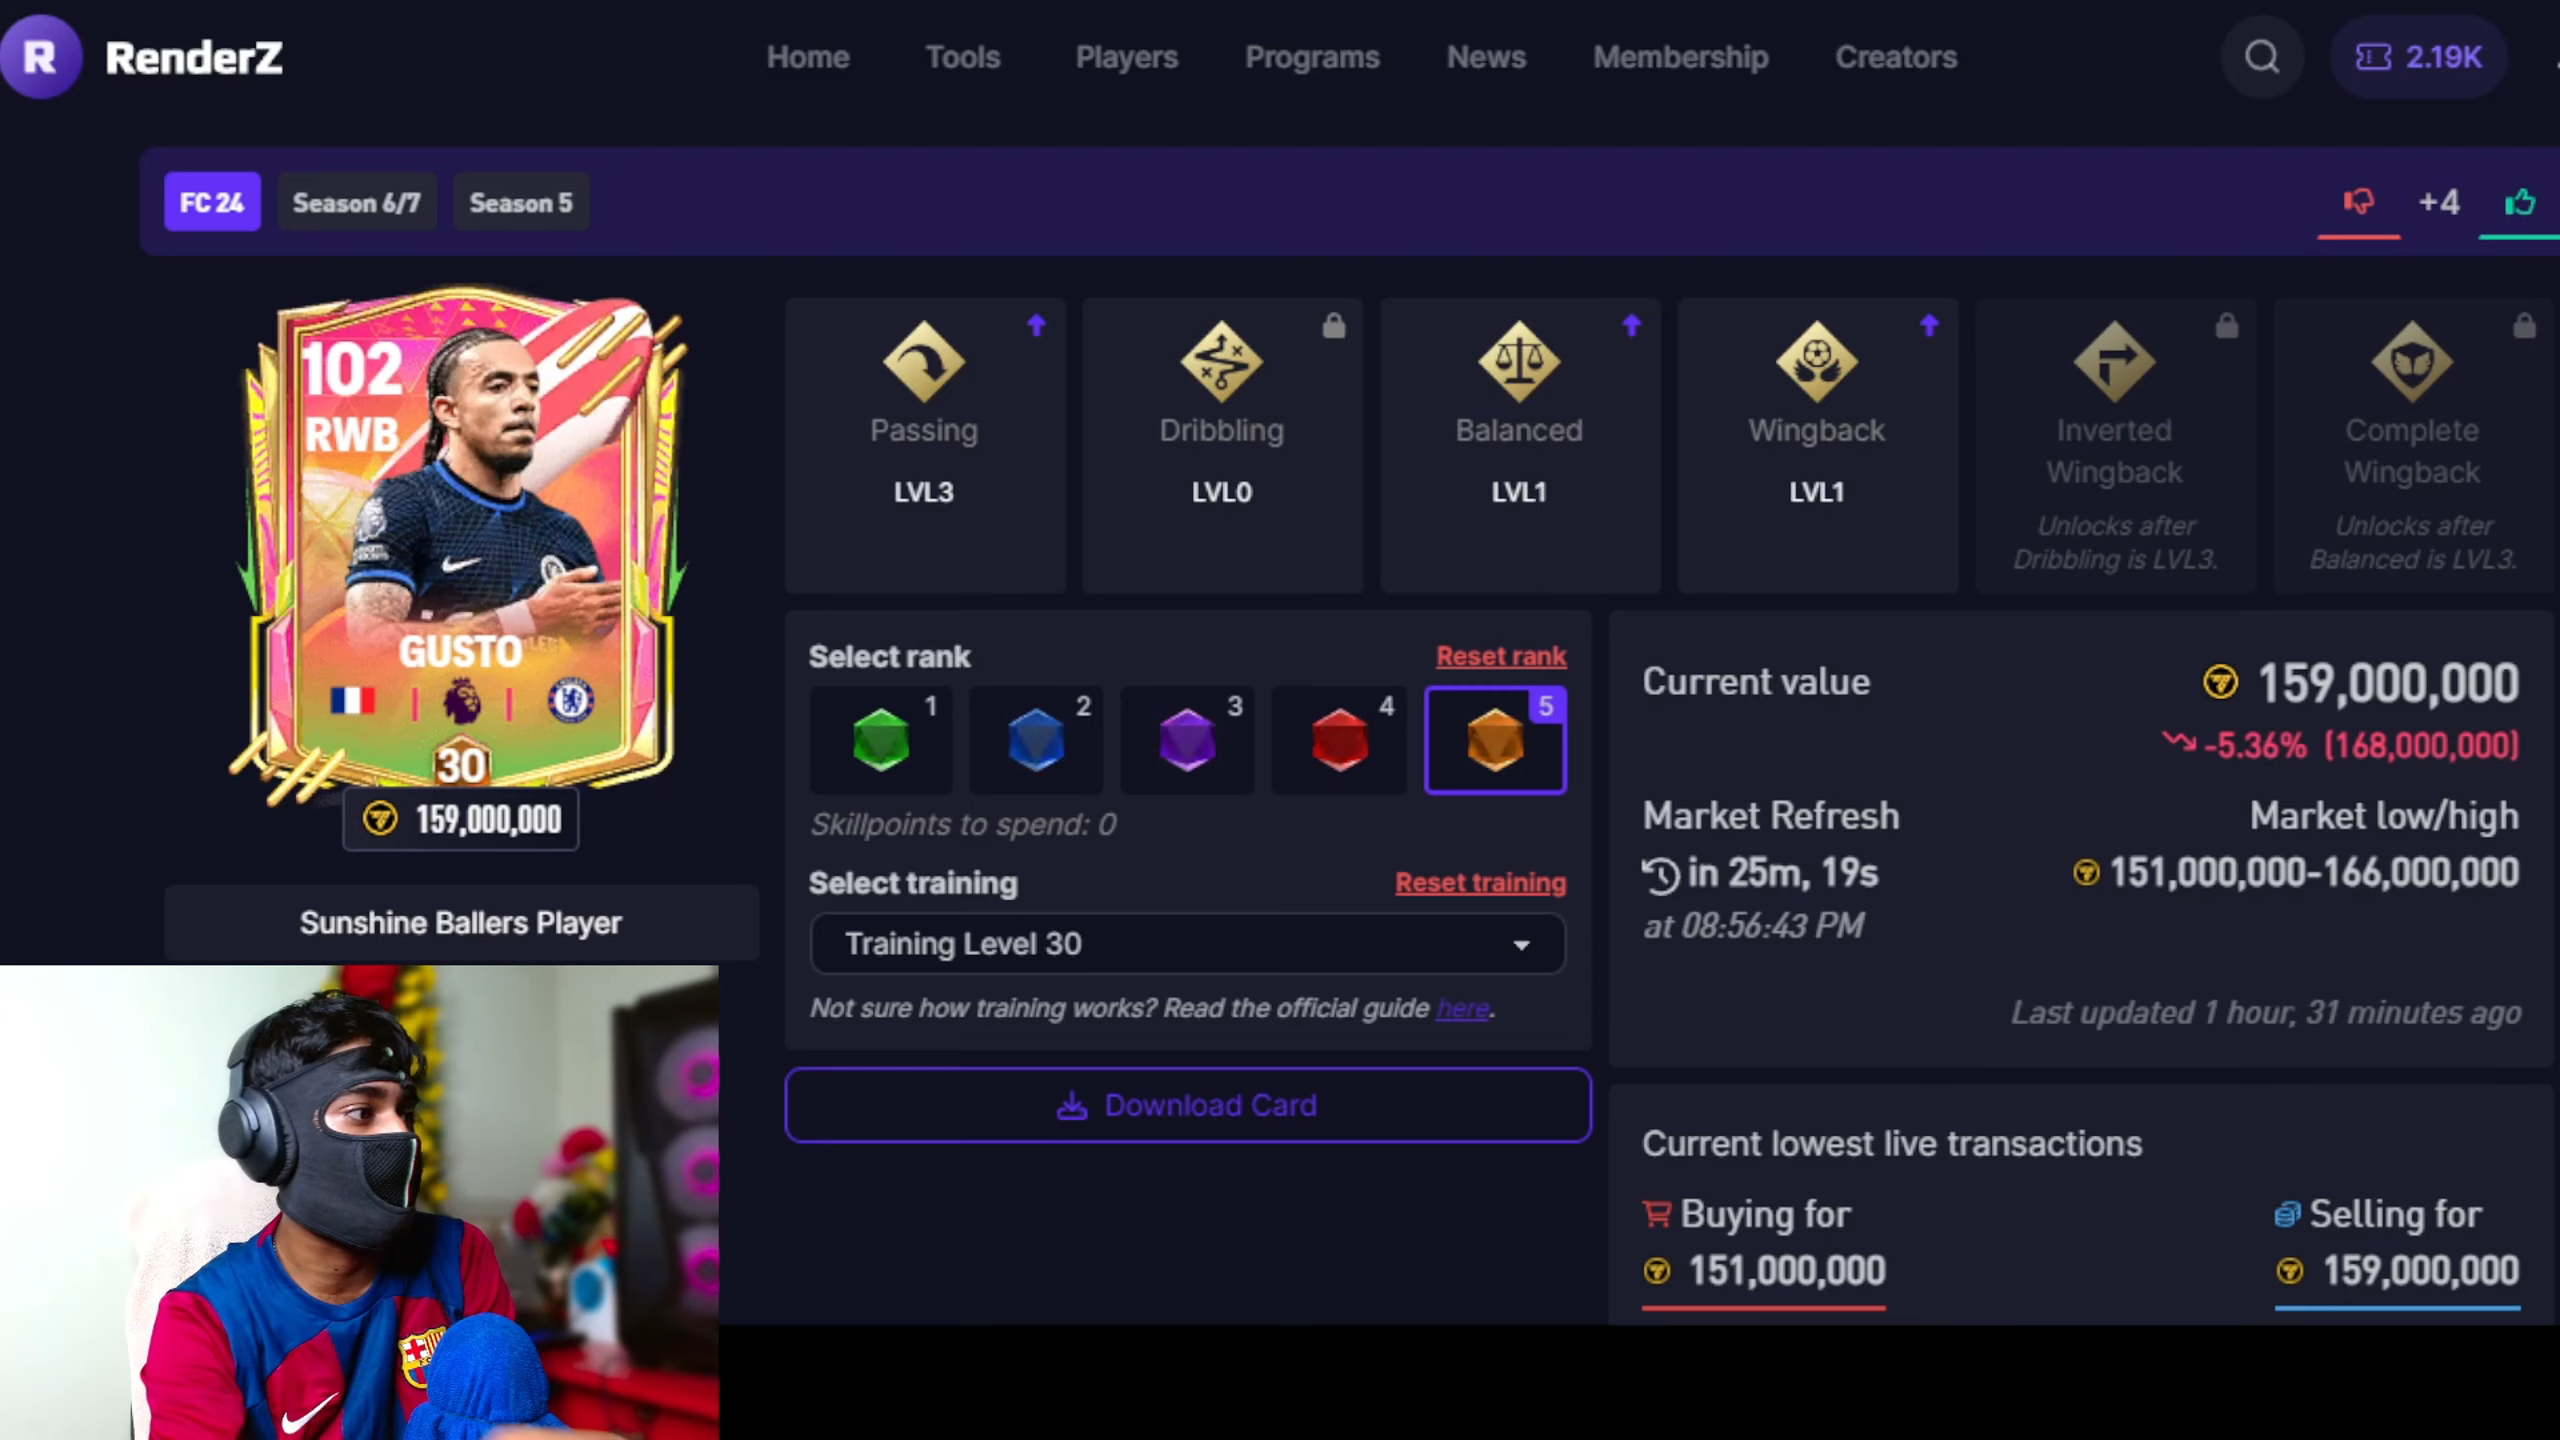 R RenderZ Home Tools Players Programs News Membership Creators 2.19K
FC 24 Season 6/7 Season 5 +4
102
RWB
GUSTO
30
159,000,000
Sunshine Ballers Player
Passing
LVL3
Dribbling
LVL0
Balanced
LVL1
Wingback
LVL1
Inverted
Wingback
Unlocks after
Dribbling is LVL3.
Complete
Wingback
Unlocks after
Balanced is LVL3.
Select rank Reset rank
1 2 3 4 5
Skillpoints to spend: 0
Select training Reset training
Training Level 30
Not sure how training works? Read the official guide here.
Download Card
Current value 159,000,000
-5.36% (168,000,000)
Market Refresh Market low/high
in 25m, 19s 151,000,000-166,000,000
at 08:56:43 PM
Last updated 1 hour, 31 minutes ago
Current lowest live transactions
Buying for Selling for
151,000,000 159,000,000